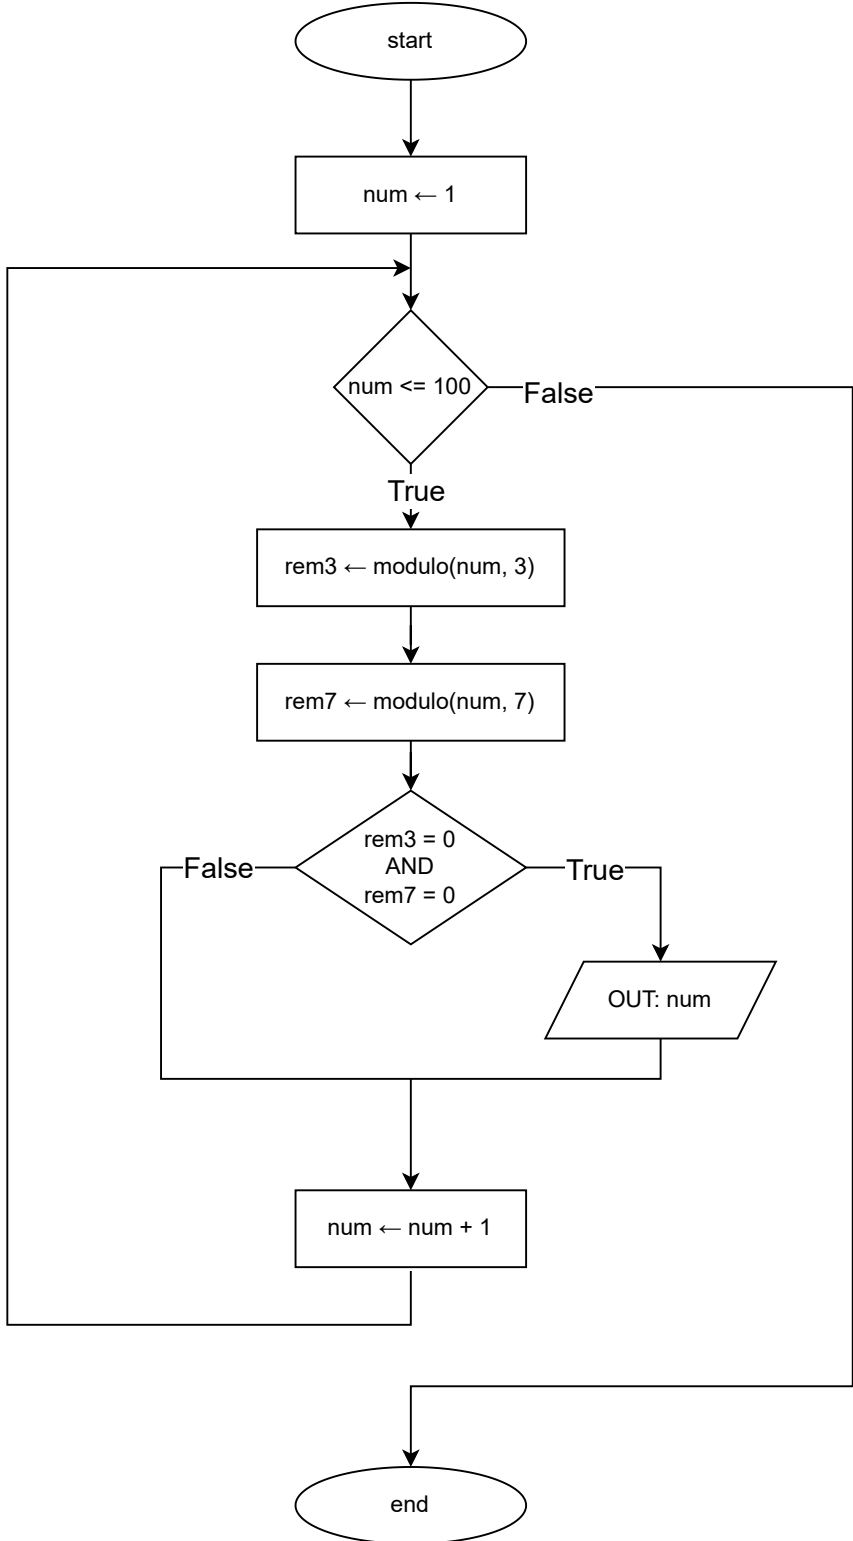 start
num ← 1
num <= 100
False
True
rem3 ← modulo(num, 3)
rem7 ← modulo(num, 7)
rem3 = 0
AND
rem7 = 0
False
True
OUT: num
num ← num + 1
end